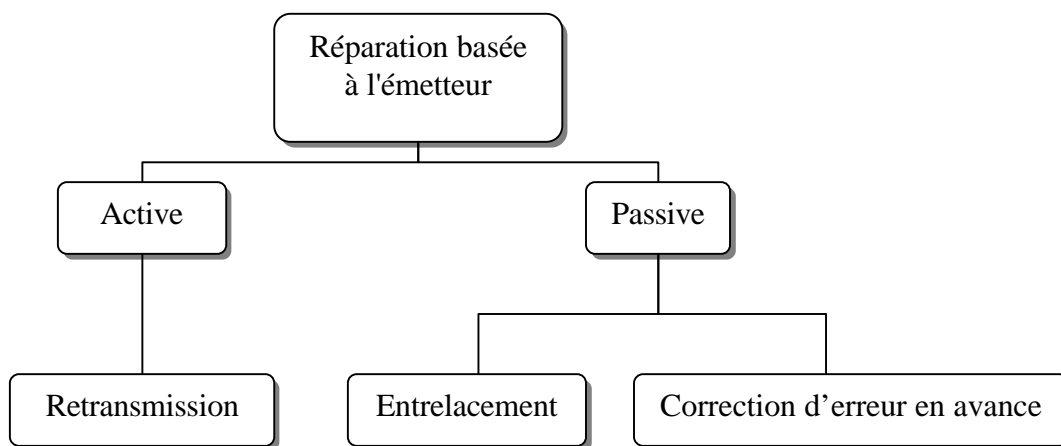 Réparation basée
à l'émetteur
Active
Passive
Retransmission
Entrelacement
Correction d’erreur en avance